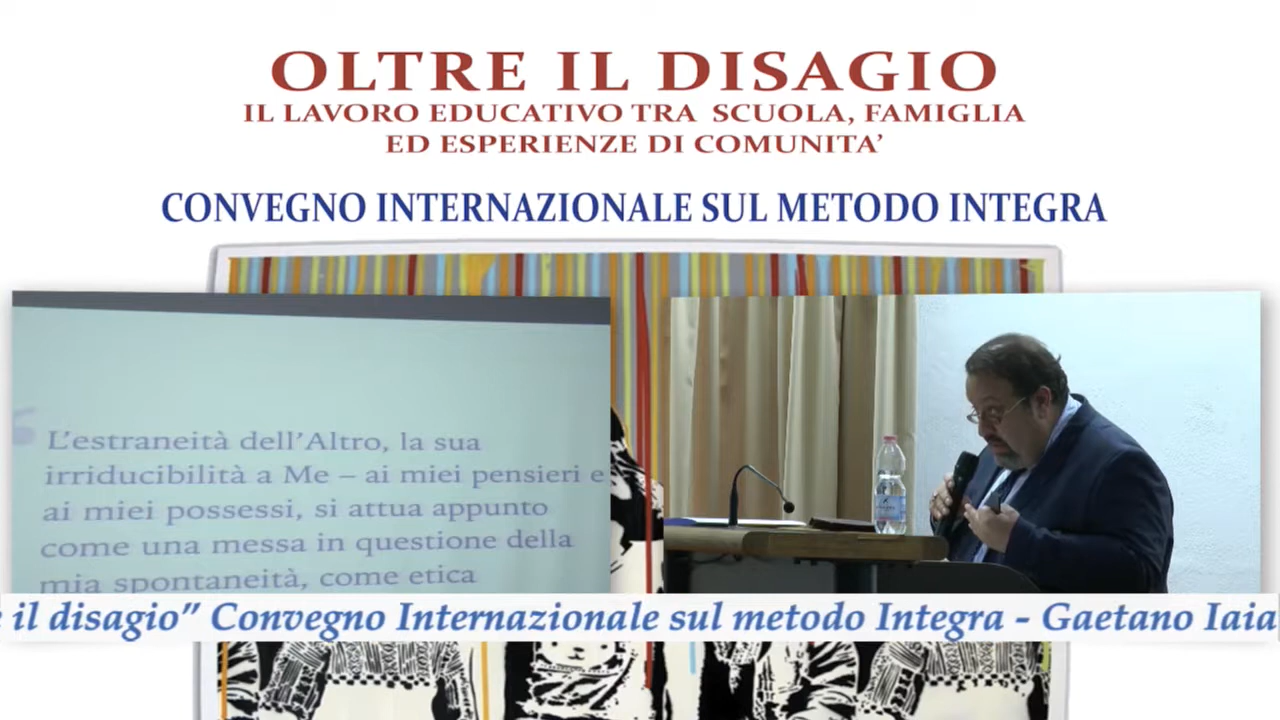 OLTRE IL DISAGIO
IL LAVORO EDUCATIVO TRA SCUOLA, FAMIGLIA
ED ESPERIENZE DI COMUNITA’
CONVEGNO INTERNAZIONALE SUL METODO INTEGRA
L’estraneità dell’Altro, la sua
irriducibilità a Me – ai miei pensieri e
ai miei possessi, si attua appunto
come una messa in questione della
mia spontaneità, come etica
il disagio” Convegno Internazionale sul metodo Integra - Gaetano Iaia